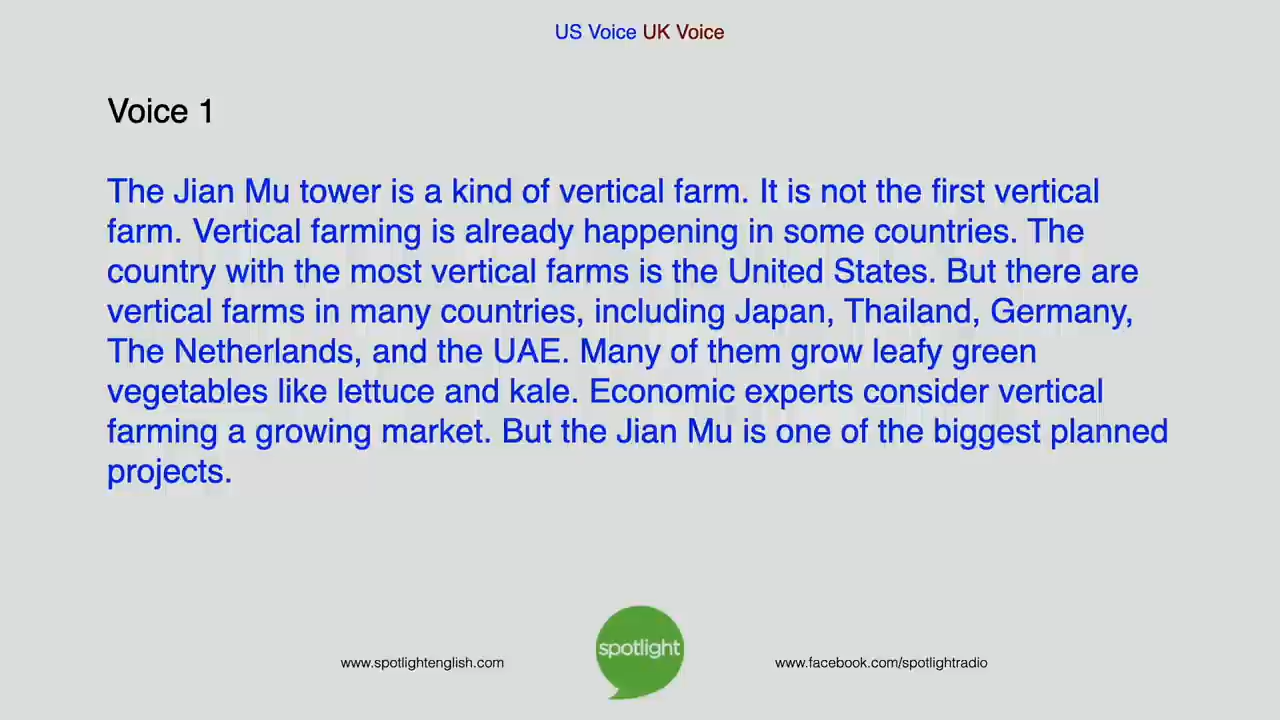 US Voice UK Voice
Voice 1
The Jian Mu tower is a kind of vertical farm. It is not the first vertical
farm. Vertical farming is already happening in some countries. The
country with the most vertical farms is the United States. But there are
vertical farms in many countries, including Japan, Thailand, Germany,
The Netherlands, and the UAE. Many of them grow leafy green
vegetables like lettuce and kale. Economic experts consider vertical
farming a growing market. But the Jian Mu is one of the biggest planned
projects.
www.spotlightenglish.com
spotlight
www.facebook.com/spotlightradio